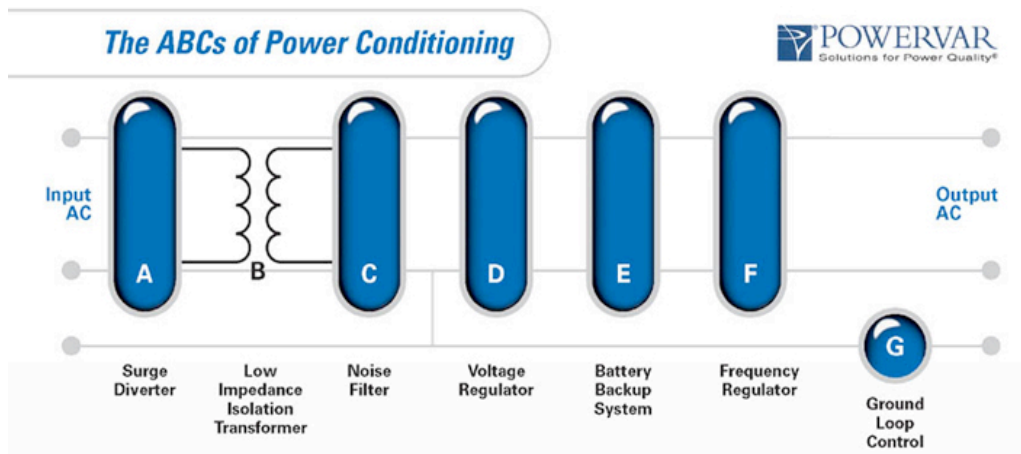 The ABCs of Power Conditioning
POWERVAR
Solutions for Power Quality®
Input
AC
Output
AC
A
B
C
D
E
F
G
Surge
Diverter
Low
Impedance
Isolation
Transformer
Noise
Filter
Voltage
Regulator
Battery
Backup
System
Frequency
Regulator
Ground
Loop
Control